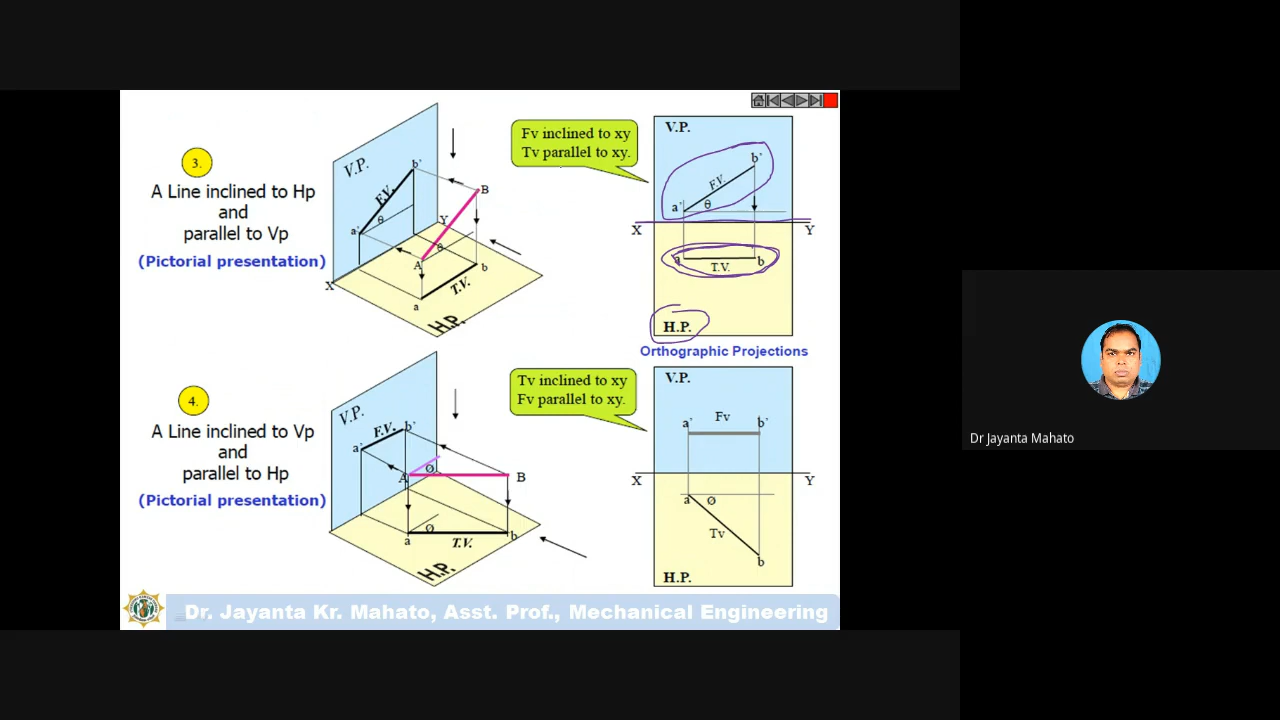 3.
A Line inclined to Hp
and
parallel to Vp
(Pictorial presentation)
V.P.
b'
F.V.
θ
a'
Y
B
θ
A
b
T.V.
a
X
H.P.
Fv inclined to xy
Tv parallel to xy.
V.P.
b'
F.V.
a'
θ
X
Y
a
b
T.V.
H.P.
Orthographic Projections
4.
A Line inclined to Vp
and
parallel to Hp
(Pictorial presentation)
V.P.
F.V.
b'
a'
Ø
A
B
Ø
a
b
T.V.
H.P.
Tv inclined to xy
Fv parallel to xy.
V.P.
Fv
a'
b'
X
Y
a
Ø
Tv
b
H.P.
Dr. Jayanta Kr. Mahato, Asst. Prof., Mechanical Engineering
Dr Jayanta Mahato